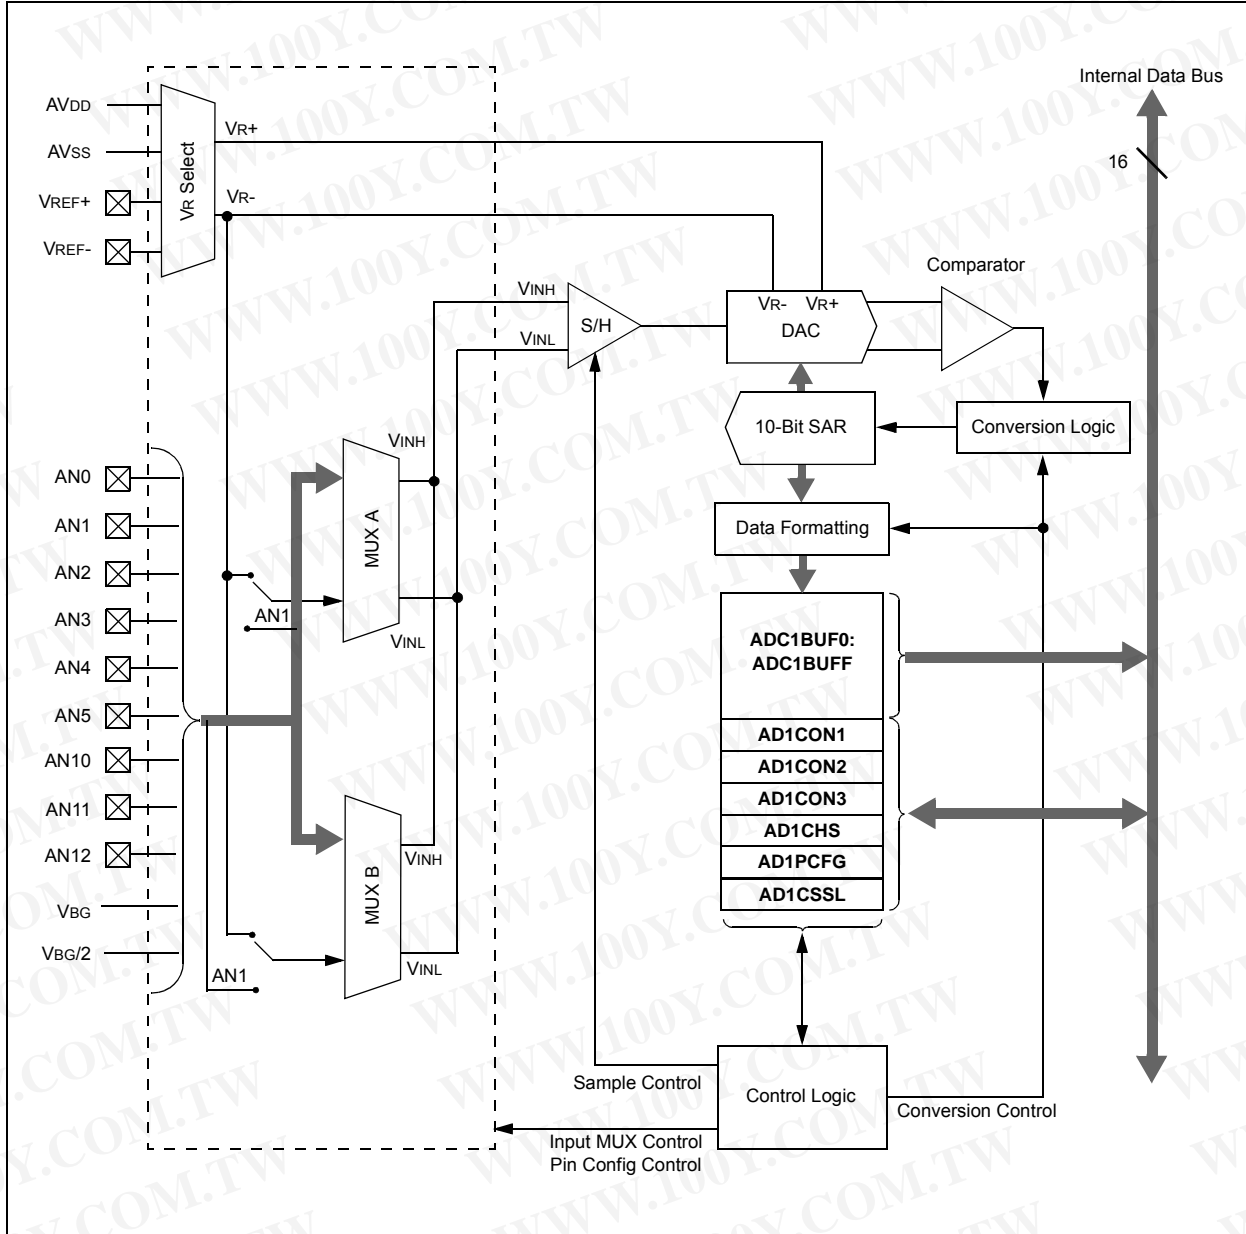 Internal Data Bus
AVDD
AVSS
VREF+
VREF-
VR Select
VR+
VR-
16
Comparator
VINH
VINL
S/H
VR- VR+
DAC
10-Bit SAR
Conversion Logic
Data Formatting
AN0
AN1
AN2
AN3
AN4
AN5
AN10
AN11
AN12
VBG
VBG/2
VINH
MUX A
AN1
VINL
MUX B
VINH
VINL
AN1
ADC1BUF0:
ADC1BUFF
AD1CON1
AD1CON2
AD1CON3
AD1CHS
AD1PCFG
AD1CSSL
Sample Control
Control Logic
Conversion Control
Input MUX Control
Pin Config Control
WWW.100Y.COM.TW